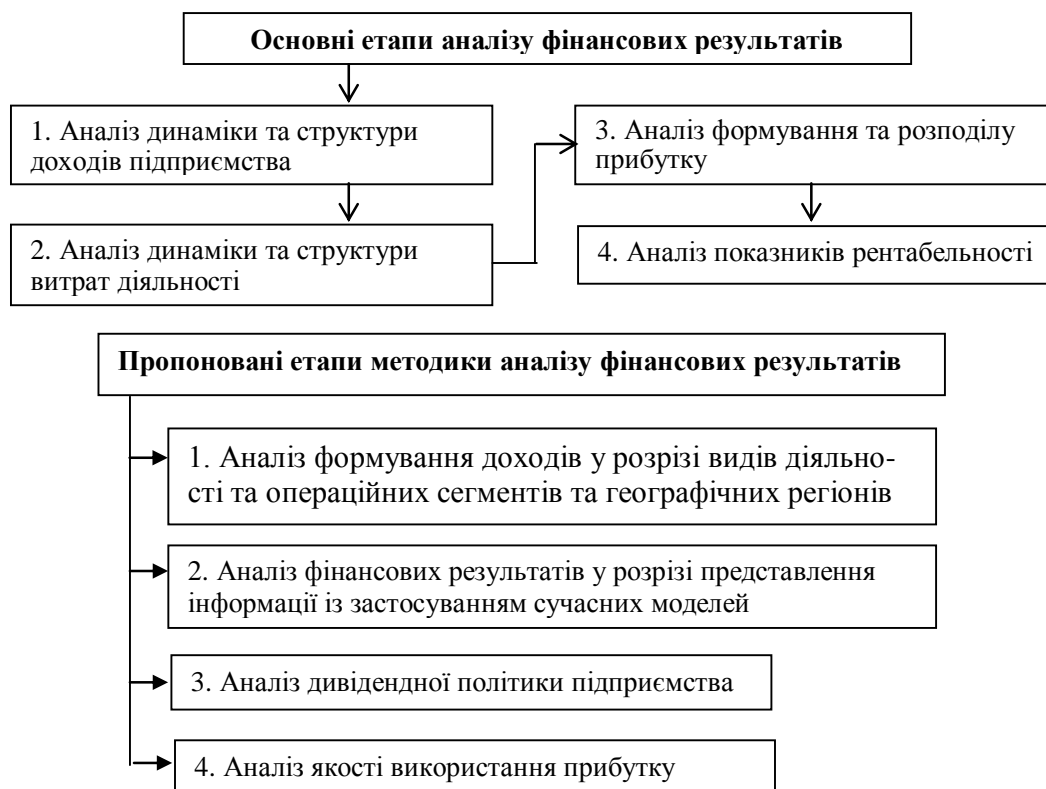 Основні етапи аналізу фінансових результатів
1. Аналіз динаміки та структури
доходів підприємства
2. Аналіз динаміки та структури
витрат діяльності
3. Аналіз формування та розподілу
прибутку
4. Аналіз показників рентабельності
Пропоновані етапи методики аналізу фінансових результатів
1. Аналіз формування доходів у розрізі видів діяльно-
сті та операційних сегментів та географічних регіонів
2. Аналіз фінансових результатів у розрізі представлення
інформації із застосуванням сучасних моделей
3. Аналіз дивідендної політики підприємства
4. Аналіз якості використання прибутку